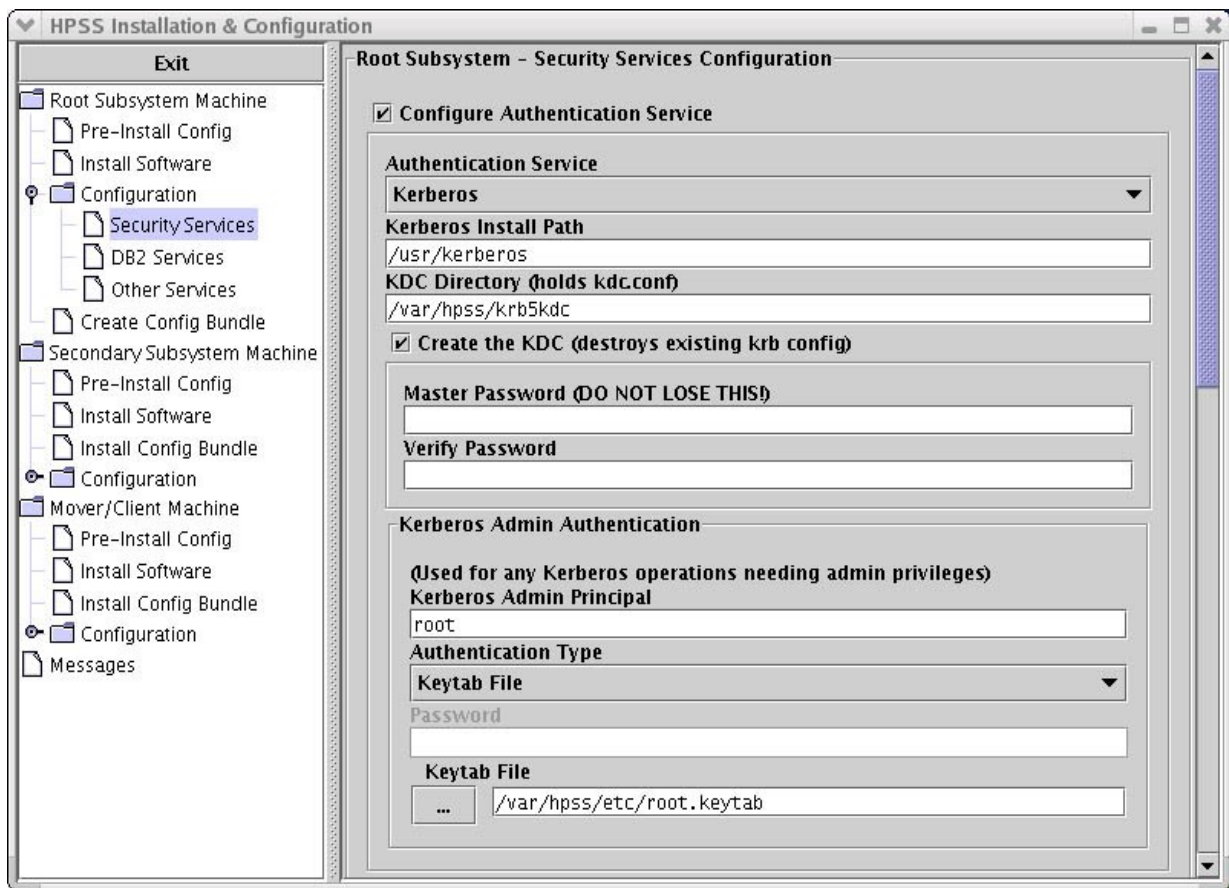 HPSS Installation & Configuration
Exit
Root Subsystem Machine
Pre-Install Config
Install Software
Configuration
Security Services
DB2 Services
Other Services
Create Config Bundle
Secondary Subsystem Machine
Pre-Install Config
Install Software
Install Config Bundle
Configuration
Mover/Client Machine
Pre-Install Config
Install Software
Install Config Bundle
Configuration
Messages
Root Subsystem - Security Services Configuration
Configure Authentication Service
Authentication Service
Kerberos
Kerberos Install Path
/usr/kerberos
KDC Directory (holds kdc.conf)
/var/hpss/krb5kdc
Create the KDC (destroys existing krb config)
Master Password (DO NOT LOSE THIS!)
Verify Password
Kerberos Admin Authentication
(Used for any Kerberos operations needing admin privileges)
Kerberos Admin Principal
root
Authentication Type
Keytab File
Password
Keytab File
...
/var/hpss/etc/root.keytab